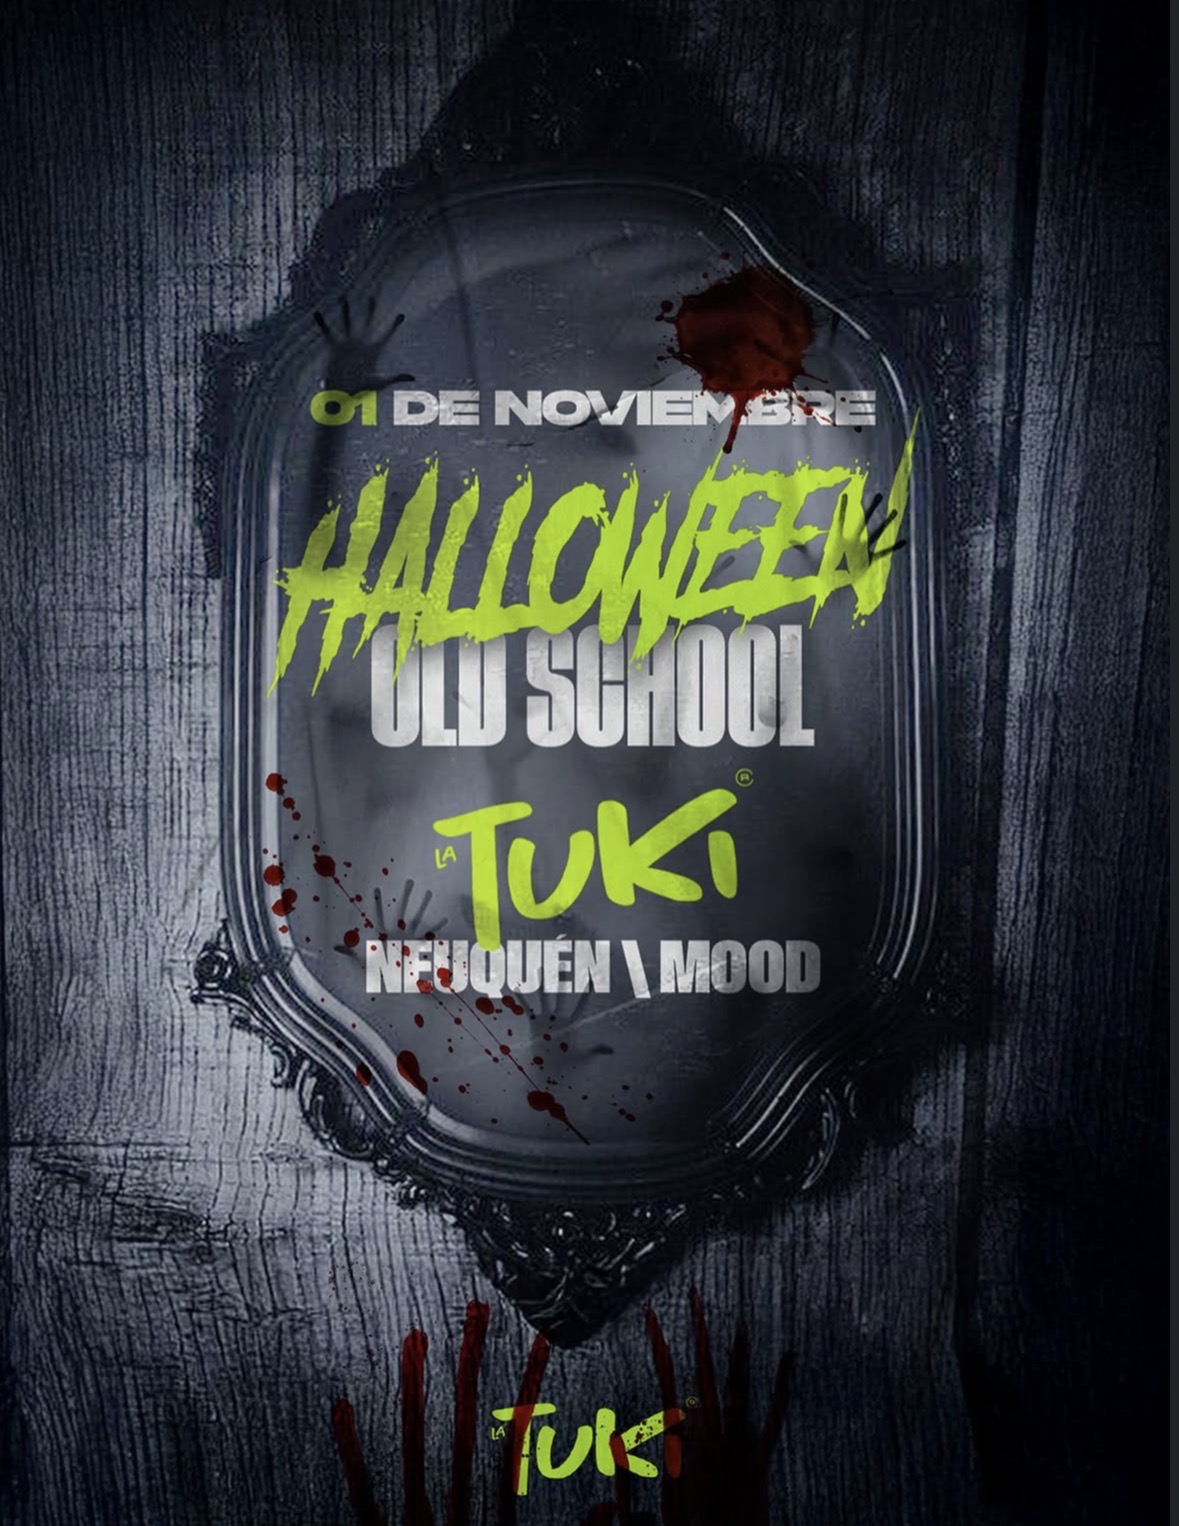 01 DE NOVIEMBRE
HALLOWEEN
OLD SCHOOL
LA TUKI ®
NEUQUÉN \ MOOD
LA TUKI ®